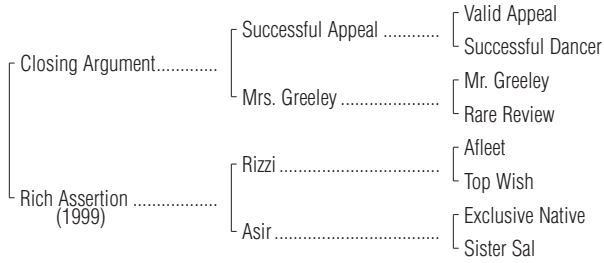 Closing Argument.............
Rich Assertion ..................
(1999)
Successful Appeal ............
Mrs. Greeley .....................
Rizzi ..................................
Asir...................................
Valid Appeal
Successful Dancer
Mr. Greeley
Rare Review
Afleet
Top Wish
Exclusive Native
Sister Sal